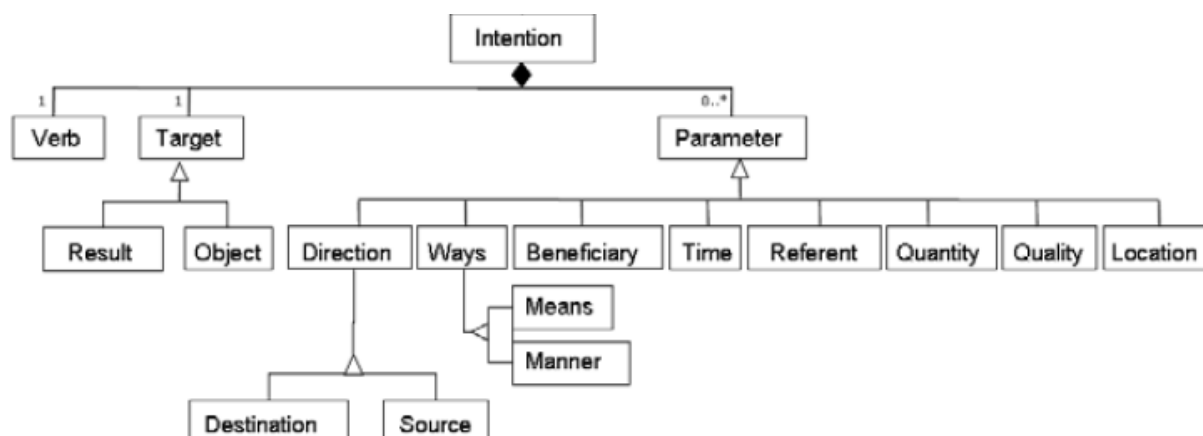 Intention
1 1 0..*
Verb Target Parameter
Result Object Direction Ways Beneficiary Time Referent Quantity Quality Location
Means
Manner
Destination Source